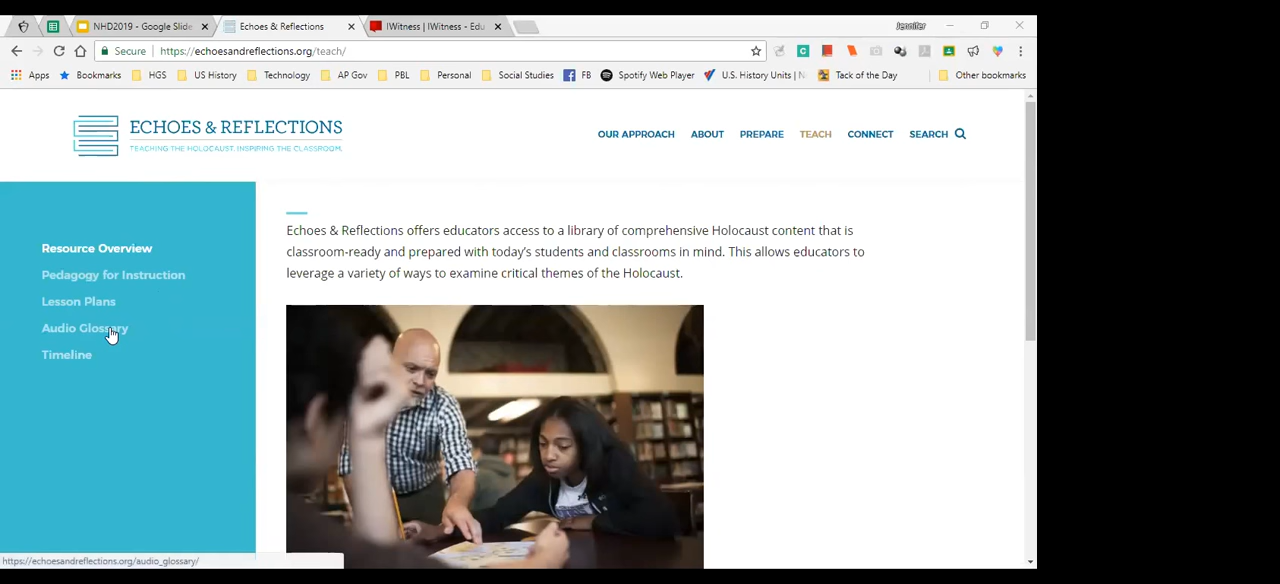 NHD2019 - Google Slide
Echoes & Reflections
IWitness | IWitness - Edu
Jennifer
Secure
https://echoesandreflections.org/teach/
Apps
Bookmarks
HGS
US History
Technology
AP Gov
PBL
Personal
Social Studies
FB
Spotify Web Player
U.S. History Units | N
Tack of the Day
Other bookmarks
ECHOES & REFLECTIONS
TEACHING THE HOLOCAUST. INSPIRING THE CLASSROOM.
OUR APPROACH
ABOUT
PREPARE
TEACH
CONNECT
SEARCH
Resource Overview
Pedagogy for Instruction
Lesson Plans
Audio Glossary
Timeline
Echoes & Reflections offers educators access to a library of comprehensive Holocaust content that is
classroom-ready and prepared with today's students and classrooms in mind. This allows educators to
leverage a variety of ways to examine critical themes of the Holocaust.
https://echoesandreflections.org/audio_glossary/